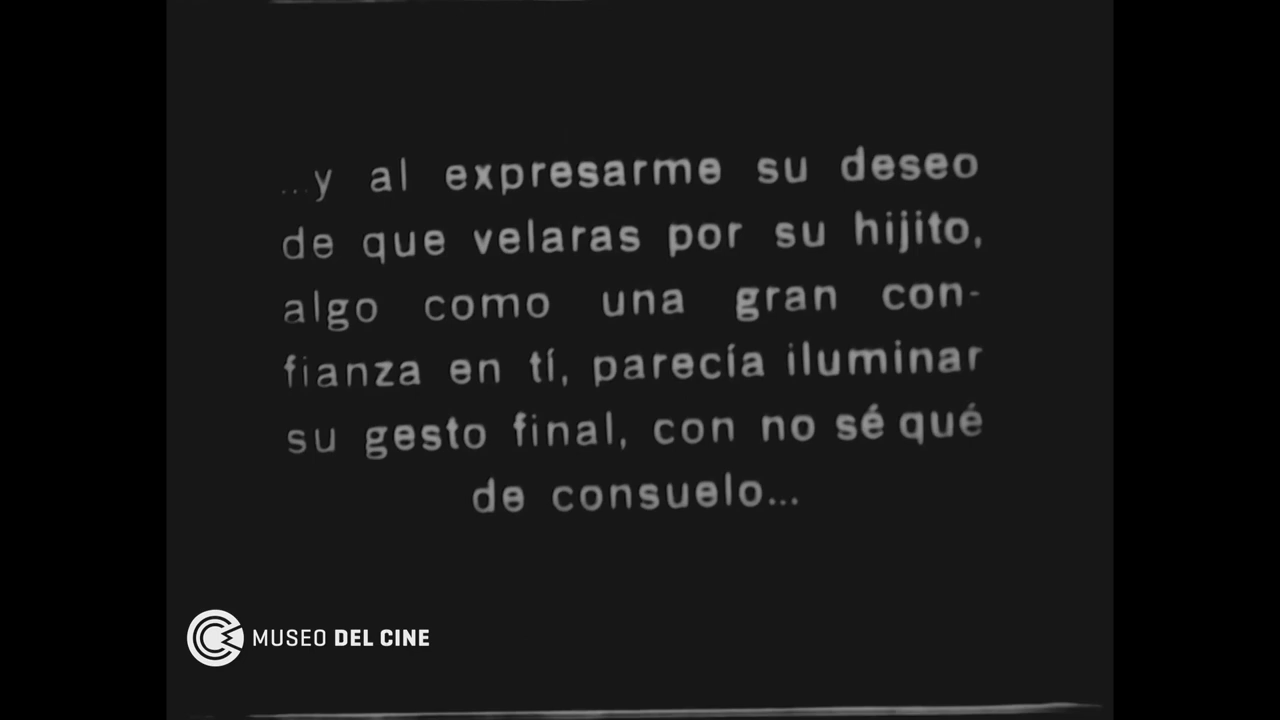 ...y al expresarme su deseo
de que velaras por su hijito,
algo como una gran con-
fianza en tí, parecía iluminar
su gesto final, con no sé qué
de consuelo...
MUSEO DEL CINE